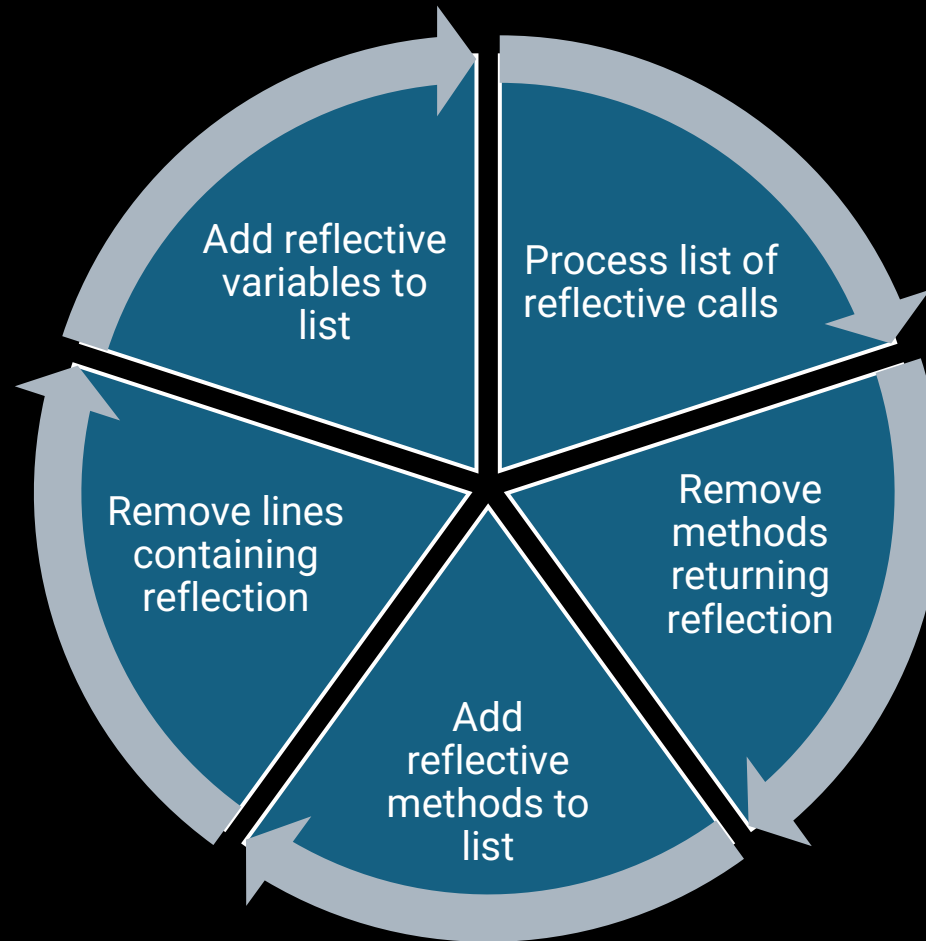 Process list of
reflective calls
Remove
methods
returning
reflection
Add
reflective
methods to
list
Remove lines
containing
reflection
Add reflective
variables to
list